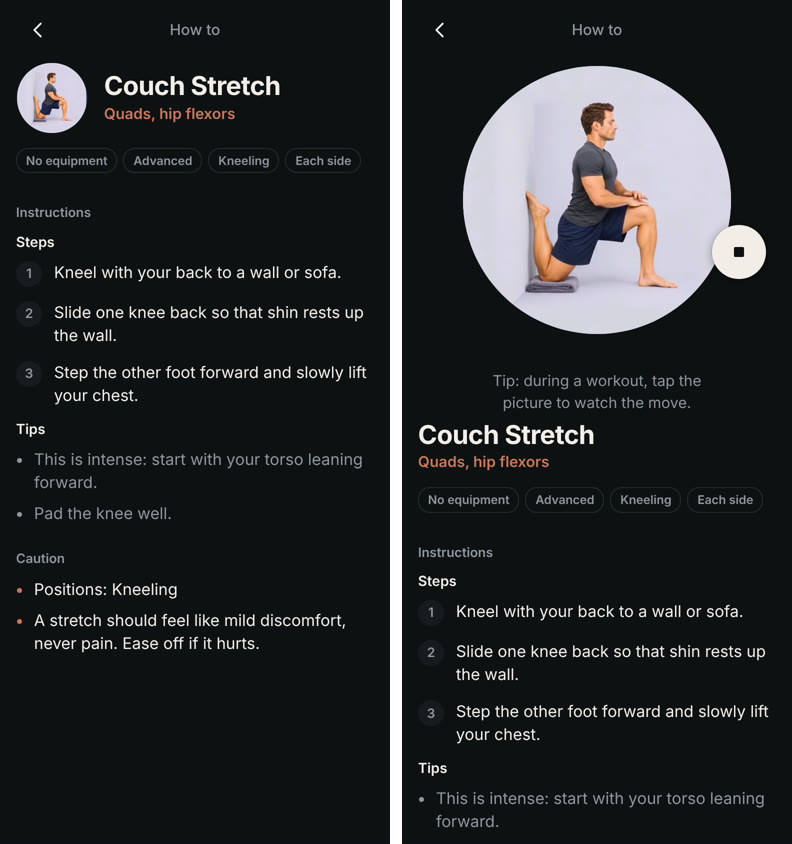 How to
Couch Stretch
Quads, hip flexors
No equipment
Advanced
Kneeling
Each side
Instructions
Steps
1 Kneel with your back to a wall or sofa.
2 Slide one knee back so that shin rests up
the wall.
3 Step the other foot forward and slowly lift
your chest.
Tips
• This is intense: start with your torso leaning
forward.
• Pad the knee well.
Caution
• Positions: Kneeling
• A stretch should feel like mild discomfort,
never pain. Ease off if it hurts.
How to
Tip: during a workout, tap the
picture to watch the move.
Couch Stretch
Quads, hip flexors
No equipment
Advanced
Kneeling
Each side
Instructions
Steps
1 Kneel with your back to a wall or sofa.
2 Slide one knee back so that shin rests up
the wall.
3 Step the other foot forward and slowly lift
your chest.
Tips
• This is intense: start with your torso leaning
forward.